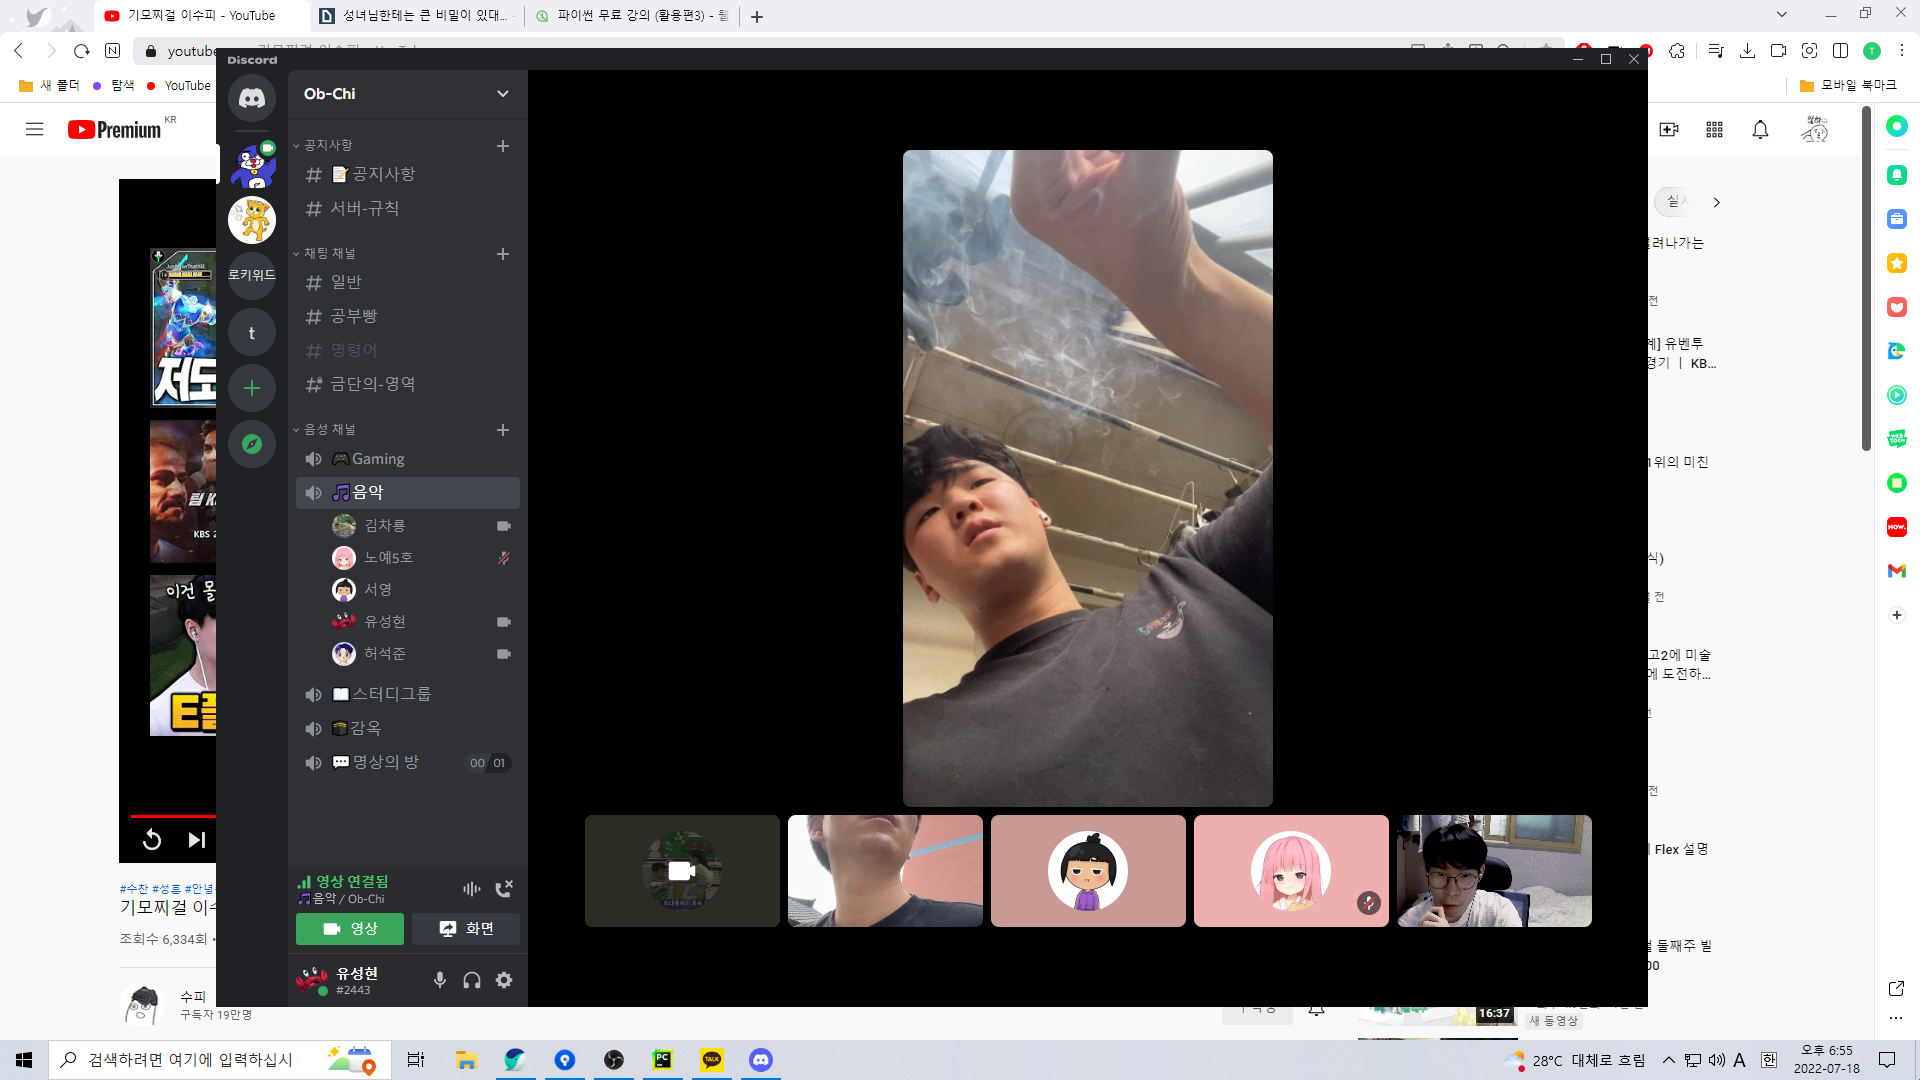 기모찌걸 이수피 - YouTube
성녀님한테는 큰 비밀이 있대...
파이썬 무료 강의 (활용편3) - 웹
youtube
새 폴더
탐색
YouTube
모바일 북마크
Premium
KR
Discord
Ob-Chi
공지사항
공지사항
서버-규칙
채팅 채널
일반
공부빵
명령어
금단의-영역
음성 채널
Gaming
음악
김차룡
노예5호
서영
유성현
허석준
스터디그룹
감옥
명상의 방
00 01
로키위드
t
영상 연결됨
음악 / Ob-Chi
영상
화면
유성현
#2443
저도
림 K
KBS 2
이건 몰
E
#수찬 #성훈 #안녕
기모찌걸 이수
조회수 6,334회 •
수피
구독자 19만명
려나가는
전
유벤투
경기 ㅣ KB...
1위의 미친
식)
전
고2에 미술
에 도전하...
전
Flex 설명
둘째주 빌
00
16:37
새 동영상
NOW.
WEB
TOON
검색하려면 여기에 입력하십시
PC
TALK
28°C 대체로 흐림
A
한
오후 6:55
2022-07-18